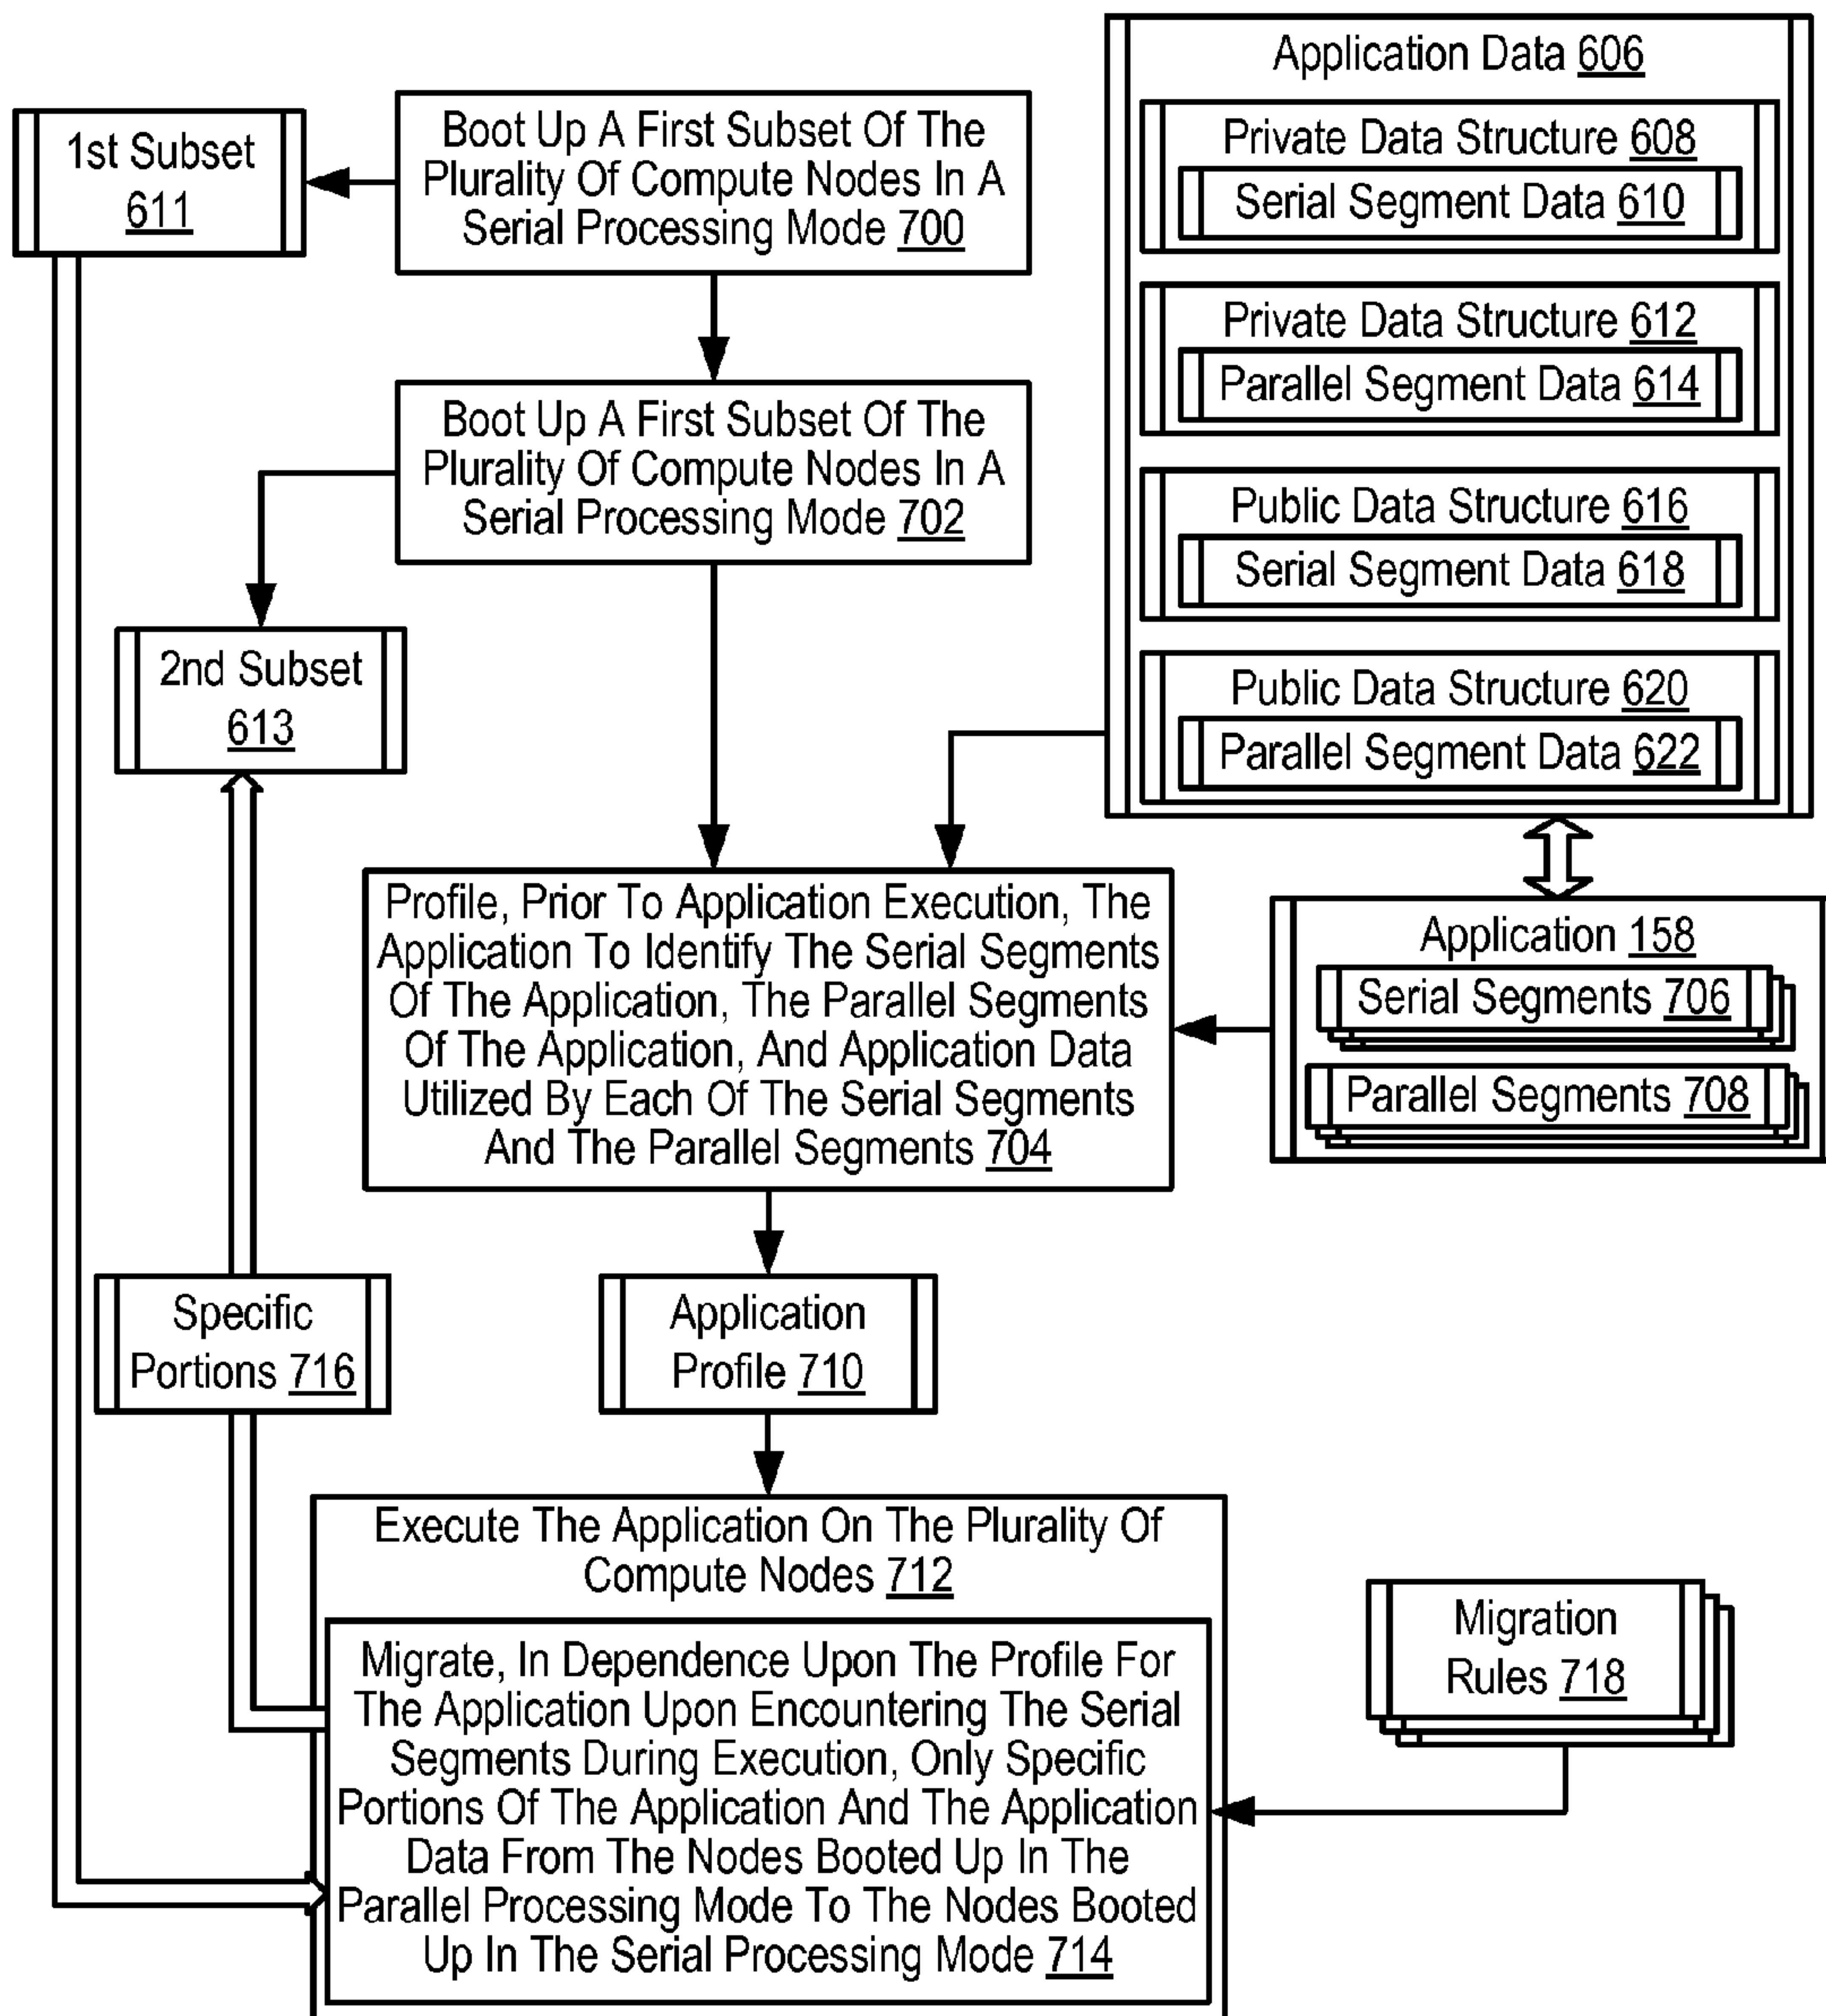 1st Subset
611
Boot Up A First Subset Of The
Plurality Of Compute Nodes In A
Serial Processing Mode 700
Boot Up A First Subset Of The
Plurality Of Compute Nodes In A
Serial Processing Mode 702
2nd Subset
613
Application Data 606
Private Data Structure 608
Serial Segment Data 610
Private Data Structure 612
Parallel Segment Data 614
Public Data Structure 616
Serial Segment Data 618
Public Data Structure 620
Parallel Segment Data 622
Profile, Prior To Application Execution, The
Application To Identify The Serial Segments
Of The Application, The Parallel Segments
Of The Application, And Application Data
Utilized By Each Of The Serial Segments
And The Parallel Segments 704
Application 158
Serial Segments 706
Parallel Segments 708
Specific
Portions 716
Application
Profile 710
Execute The Application On The Plurality Of
Compute Nodes 712
Migrate, In Dependence Upon The Profile For
The Application Upon Encountering The Serial
Segments During Execution, Only Specific
Portions Of The Application And The Application
Data From The Nodes Booted Up In The
Parallel Processing Mode To The Nodes Booted
Up In The Serial Processing Mode 714
Migration
Rules 718